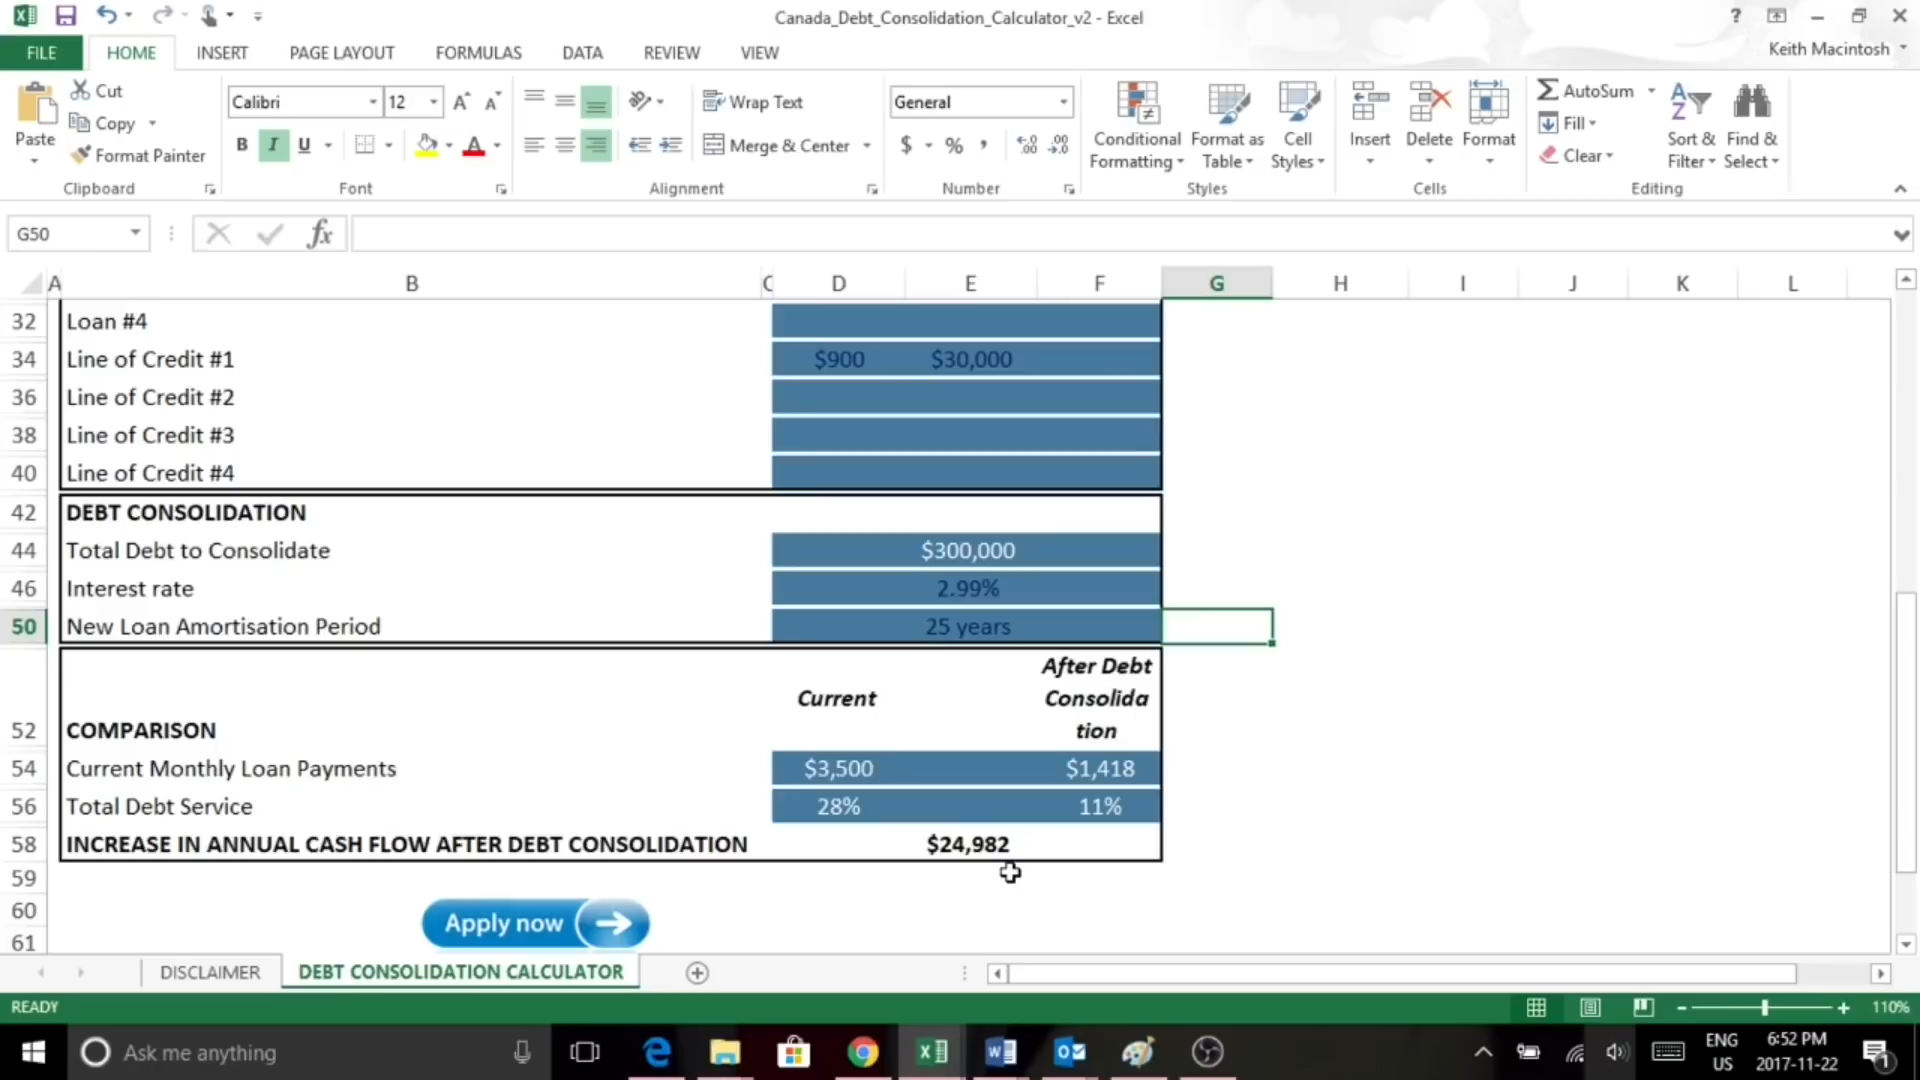 Canada_Debt_Consolidation_Calculator_v2 - Excel
?
FILE HOME INSERT PAGE LAYOUT FORMULAS DATA REVIEW VIEW
Keith Macintosh
Paste
Cut
Copy
Format Painter
Clipboard
Calibri 12
B I U
Font
Wrap Text
Merge & Center
Alignment
General
$ % ,
Number
Conditional Formatting
Format as Table
Cell Styles
Styles
Insert Delete Format
Cells
AutoSum
Fill
Clear
Sort & Filter
Find & Select
Editing
G50
fx
A B C D E F G H I J K L
32 Loan #4
34 Line of Credit #1 $900 $30,000
36 Line of Credit #2
38 Line of Credit #3
40 Line of Credit #4
42 DEBT CONSOLIDATION
44 Total Debt to Consolidate $300,000
46 Interest rate 2.99%
50 New Loan Amortisation Period 25 years
After Debt
Current Consolida
52 COMPARISON tion
54 Current Monthly Loan Payments $3,500 $1,418
56 Total Debt Service 28% 11%
58 INCREASE IN ANNUAL CASH FLOW AFTER DEBT CONSOLIDATION $24,982
59
60 Apply now
61
DISCLAIMER DEBT CONSOLIDATION CALCULATOR
READY 110%
Ask me anything
ENG
US
6:52 PM
2017-11-22
1